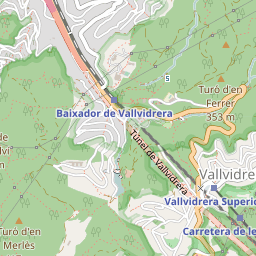 Turó d'en
Ferrer
353 m
Baixador de Vallvidrera
Túnel de Vallvidrera
Vallvidre
Vallvidrera Superio
Carretera de le
Turó d'en
Merlès